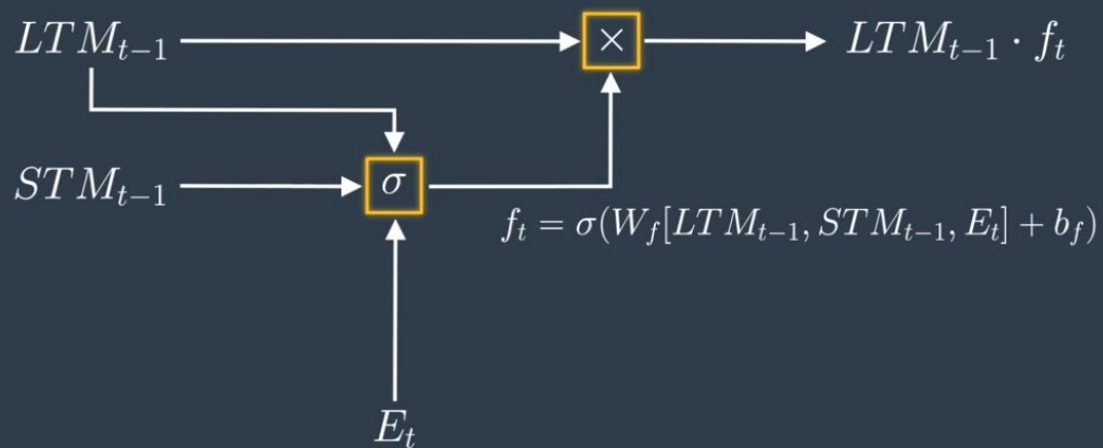 LTM_{t-1} × LTM_{t-1} · f_t
STM_{t-1} σ
f_t = σ(W_f[LTM_{t-1}, STM_{t-1}, E_t] + b_f)
E_t